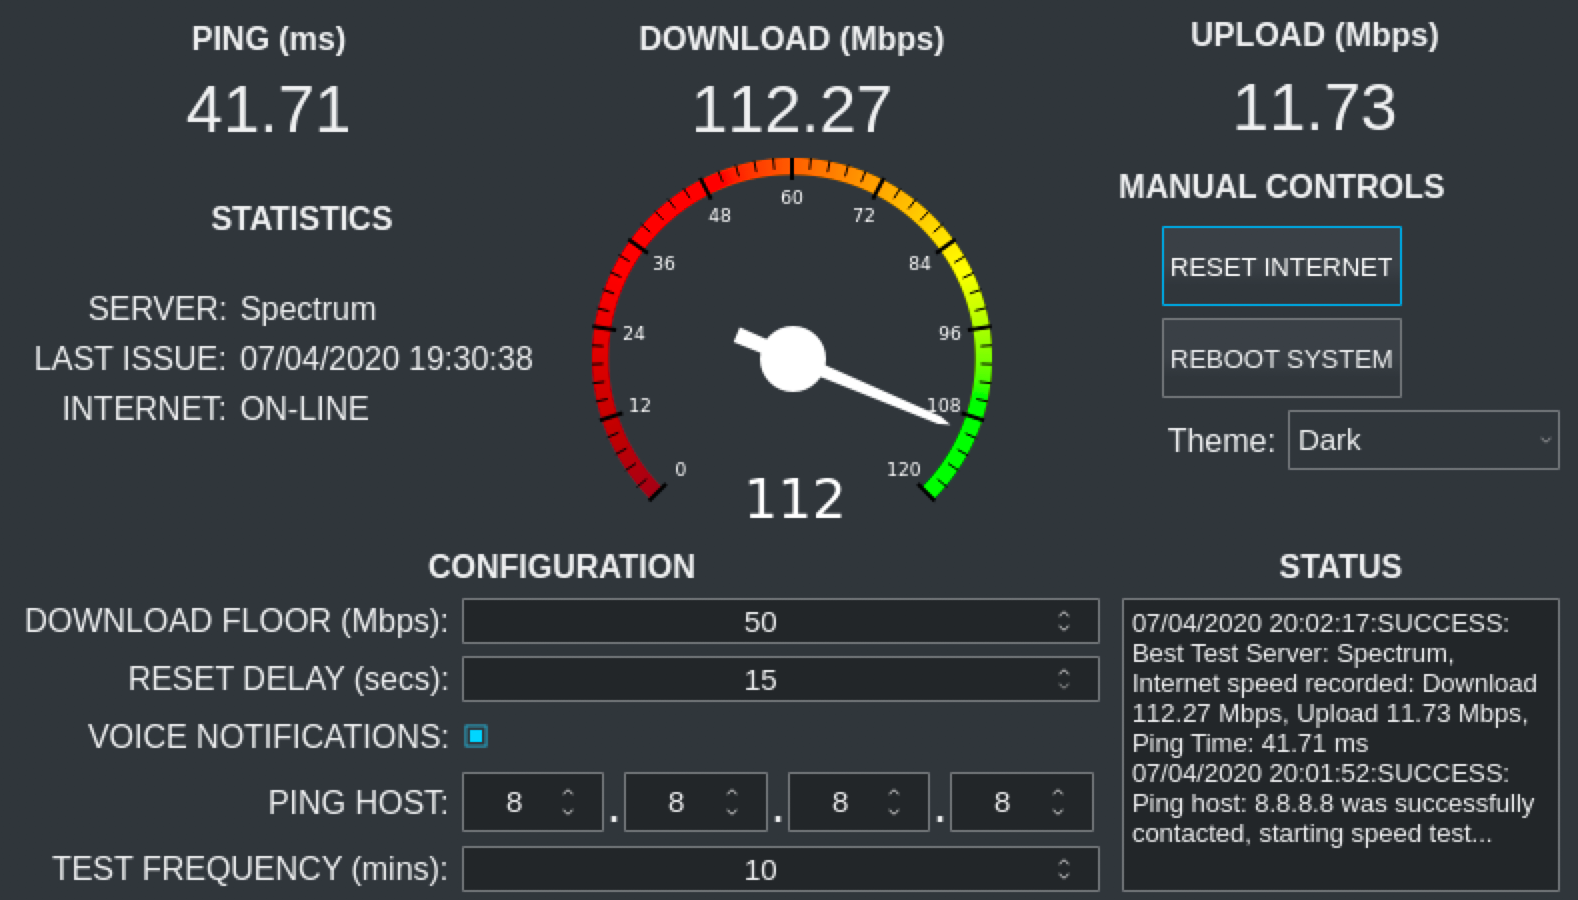 PING (ms)
41.71
DOWNLOAD (Mbps)
112.27
UPLOAD (Mbps)
11.73
STATISTICS
SERVER: Spectrum
LAST ISSUE: 07/04/2020 19:30:38
INTERNET: ON-LINE
0
12
24
36
48
60
72
84
96
108
120
112
MANUAL CONTROLS
RESET INTERNET
REBOOT SYSTEM
Theme: Dark
CONFIGURATION
DOWNLOAD FLOOR (Mbps): 50
RESET DELAY (secs): 15
VOICE NOTIFICATIONS:
PING HOST: 8 . 8 . 8 . 8
TEST FREQUENCY (mins): 10
STATUS
07/04/2020 20:02:17:SUCCESS:
Best Test Server: Spectrum,
Internet speed recorded: Download
112.27 Mbps, Upload 11.73 Mbps,
Ping Time: 41.71 ms
07/04/2020 20:01:52:SUCCESS:
Ping host: 8.8.8.8 was successfully
contacted, starting speed test...